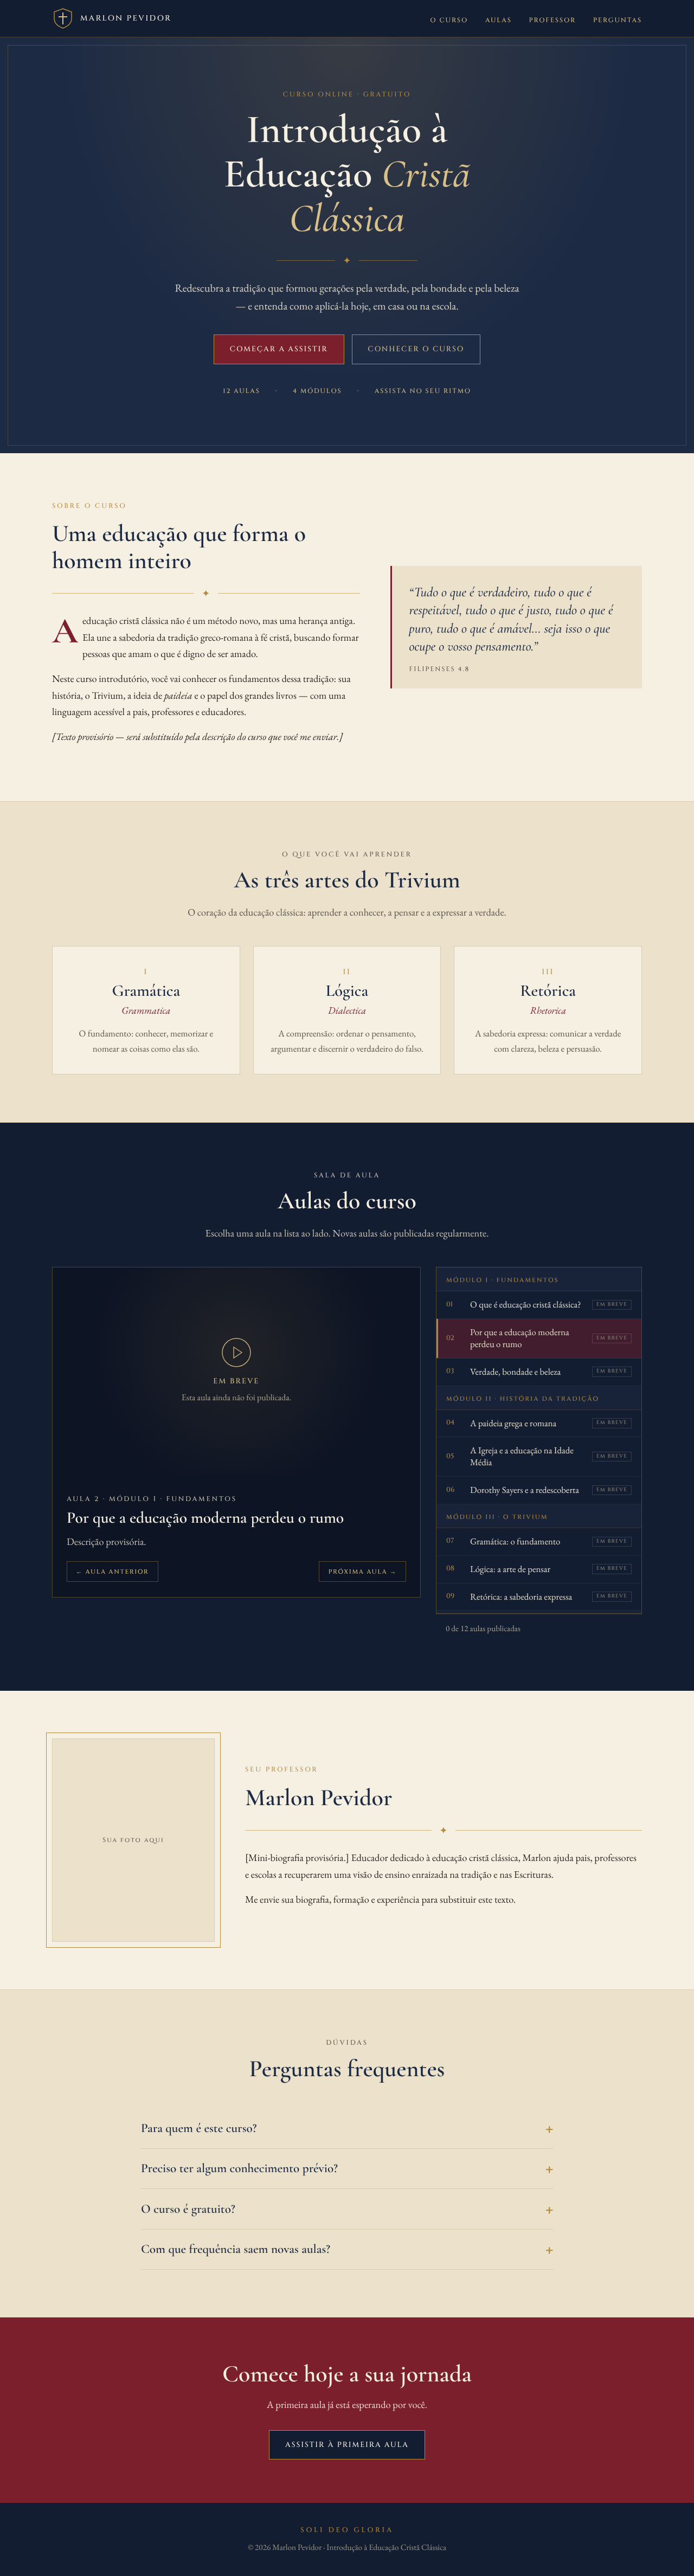 MARLON PEVIDOR
O CURSO
AULAS
PROFESSOR
PERGUNTAS
CURSO ONLINE · GRATUITO
Introdução à
Educação Cristã
Clássica
Redescubra a tradição que formou gerações pela verdade, pela bondade e pela beleza
— e entenda como aplicá-la hoje, em casa ou na escola.
COMEÇAR A ASSISTIR
CONHECER O CURSO
12 AULAS · 4 MÓDULOS · ASSISTA NO SEU RITMO
SOBRE O CURSO
Uma educação que forma o
homem inteiro
A educação cristã clássica não é um método novo, mas uma herança antiga.
Ela une a sabedoria da tradição greco-romana à fé cristã, buscando formar
pessoas que amam o que é digno de ser amado.
Neste curso introdutório, você vai conhecer os fundamentos dessa tradição: sua
história, o Trivium, a ideia de paideia e o papel dos grandes livros — com uma
linguagem acessível a pais, professores e educadores.
[Texto provisório — será substituído pela descrição do curso que você me enviar.]
“Tudo o que é verdadeiro, tudo o que é
respeitável, tudo o que é justo, tudo o que é
puro, tudo o que é amável... seja isso o que
ocupe o vosso pensamento.”
FILIPENSES 4.8
O QUE VOCÊ VAI APRENDER
As três artes do Trivium
O coração da educação clássica: aprender a conhecer, a pensar e a expressar a verdade.
I
Gramática
Grammatica
O fundamento: conhecer, memorizar e
nomear as coisas como elas são.
II
Lógica
Dialectica
A compreensão: ordenar o pensamento,
argumentar e discernir o verdadeiro do falso.
III
Retórica
Rhetorica
A sabedoria expressa: comunicar a verdade
com clareza, beleza e persuasão.
SALA DE AULA
Aulas do curso
Escolha uma aula na lista ao lado. Novas aulas são publicadas regularmente.
EM BREVE
Esta aula ainda não foi publicada.
AULA 2 · MÓDULO I · FUNDAMENTOS
Por que a educação moderna perdeu o rumo
Descrição provisória.
← AULA ANTERIOR
PRÓXIMA AULA →
MÓDULO I · FUNDAMENTOS
01 O que é educação cristã clássica? EM BREVE
02 Por que a educação moderna
perdeu o rumo EM BREVE
03 Verdade, bondade e beleza EM BREVE
MÓDULO II · HISTÓRIA DA TRADIÇÃO
04 A paideia grega e romana EM BREVE
05 A Igreja e a educação na Idade
Média EM BREVE
06 Dorothy Sayers e a redescoberta EM BREVE
MÓDULO III · O TRIVIUM
07 Gramática: o fundamento EM BREVE
08 Lógica: a arte de pensar EM BREVE
09 Retórica: a sabedoria expressa EM BREVE
0 de 12 aulas publicadas
SUA FOTO AQUI
SEU PROFESSOR
Marlon Pevidor
[Mini-biografia provisória.] Educador dedicado à educação cristã clássica, Marlon ajuda pais, professores
e escolas a recuperarem uma visão de ensino enraizada na tradição e nas Escrituras.
Me envie sua biografia, formação e experiência para substituir este texto.
DÚVIDAS
Perguntas frequentes
Para quem é este curso? +
Preciso ter algum conhecimento prévio? +
O curso é gratuito? +
Com que frequência saem novas aulas? +
Comece hoje a sua jornada
A primeira aula já está esperando por você.
ASSISTIR À PRIMEIRA AULA
SOLI DEO GLORIA
© 2026 Marlon Pevidor · Introdução à Educação Cristã Clássica